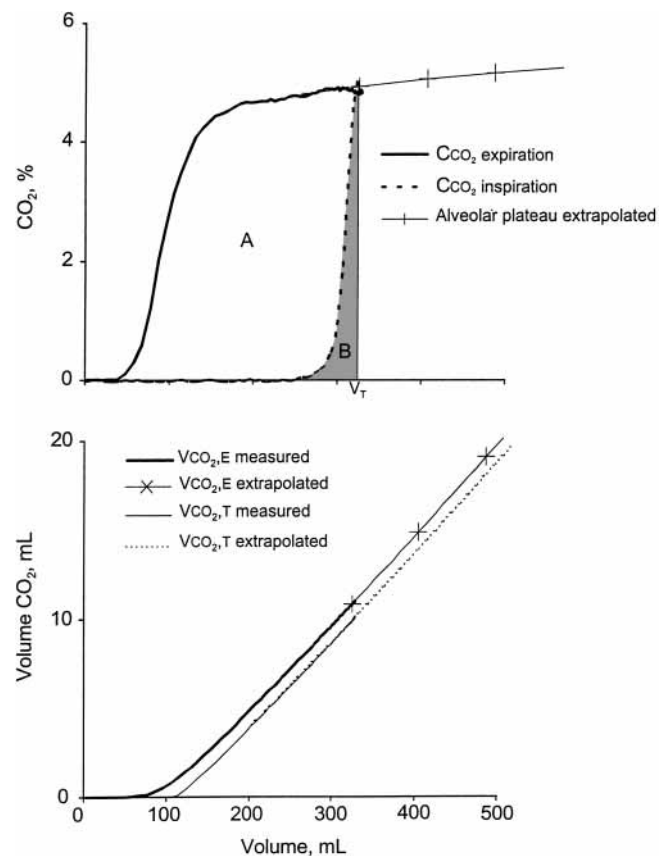 6
4
2
0
CO₂, %
A
B
V_T
CCO₂ expiration
CCO₂ inspiration
Alveolar plateau extrapolated
20
10
0
Volume CO₂, mL
VCO₂,E measured
VCO₂,E extrapolated
VCO₂,T measured
VCO₂,T extrapolated
0 100 200 300 400 500
Volume, mL